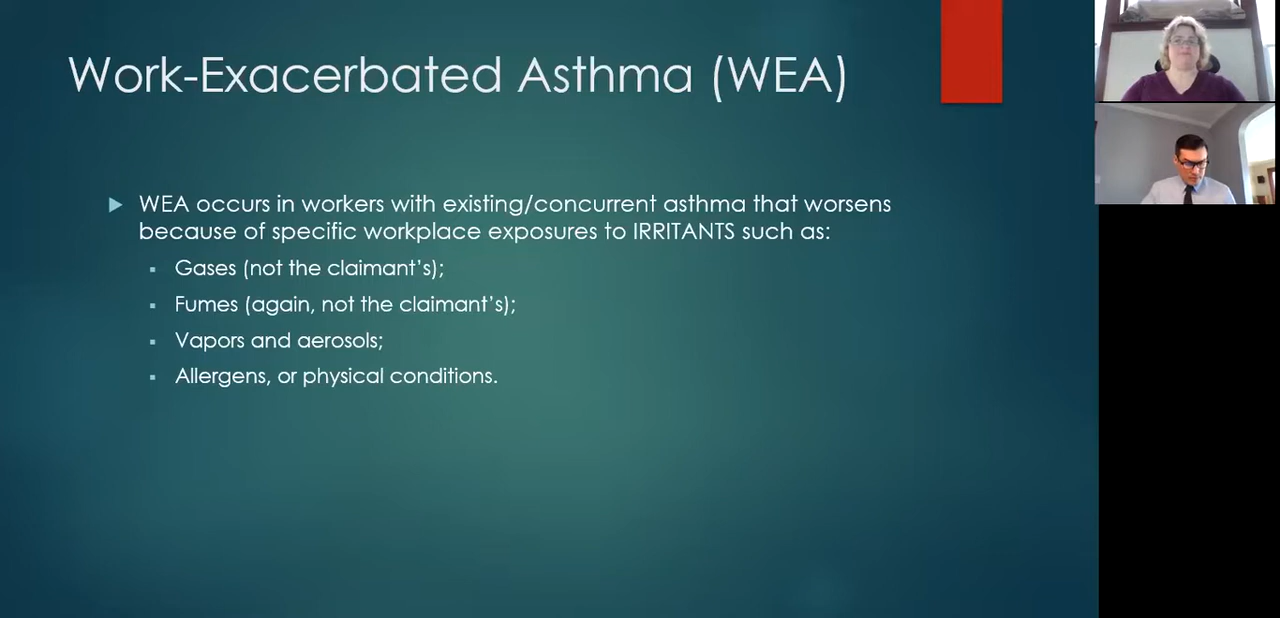 Work-Exacerbated Asthma (WEA)
WEA occurs in workers with existing/concurrent asthma that worsens
because of specific workplace exposures to IRRITANTS such as:
Gases (not the claimant's);
Fumes (again, not the claimant's);
Vapors and aerosols;
Allergens, or physical conditions.